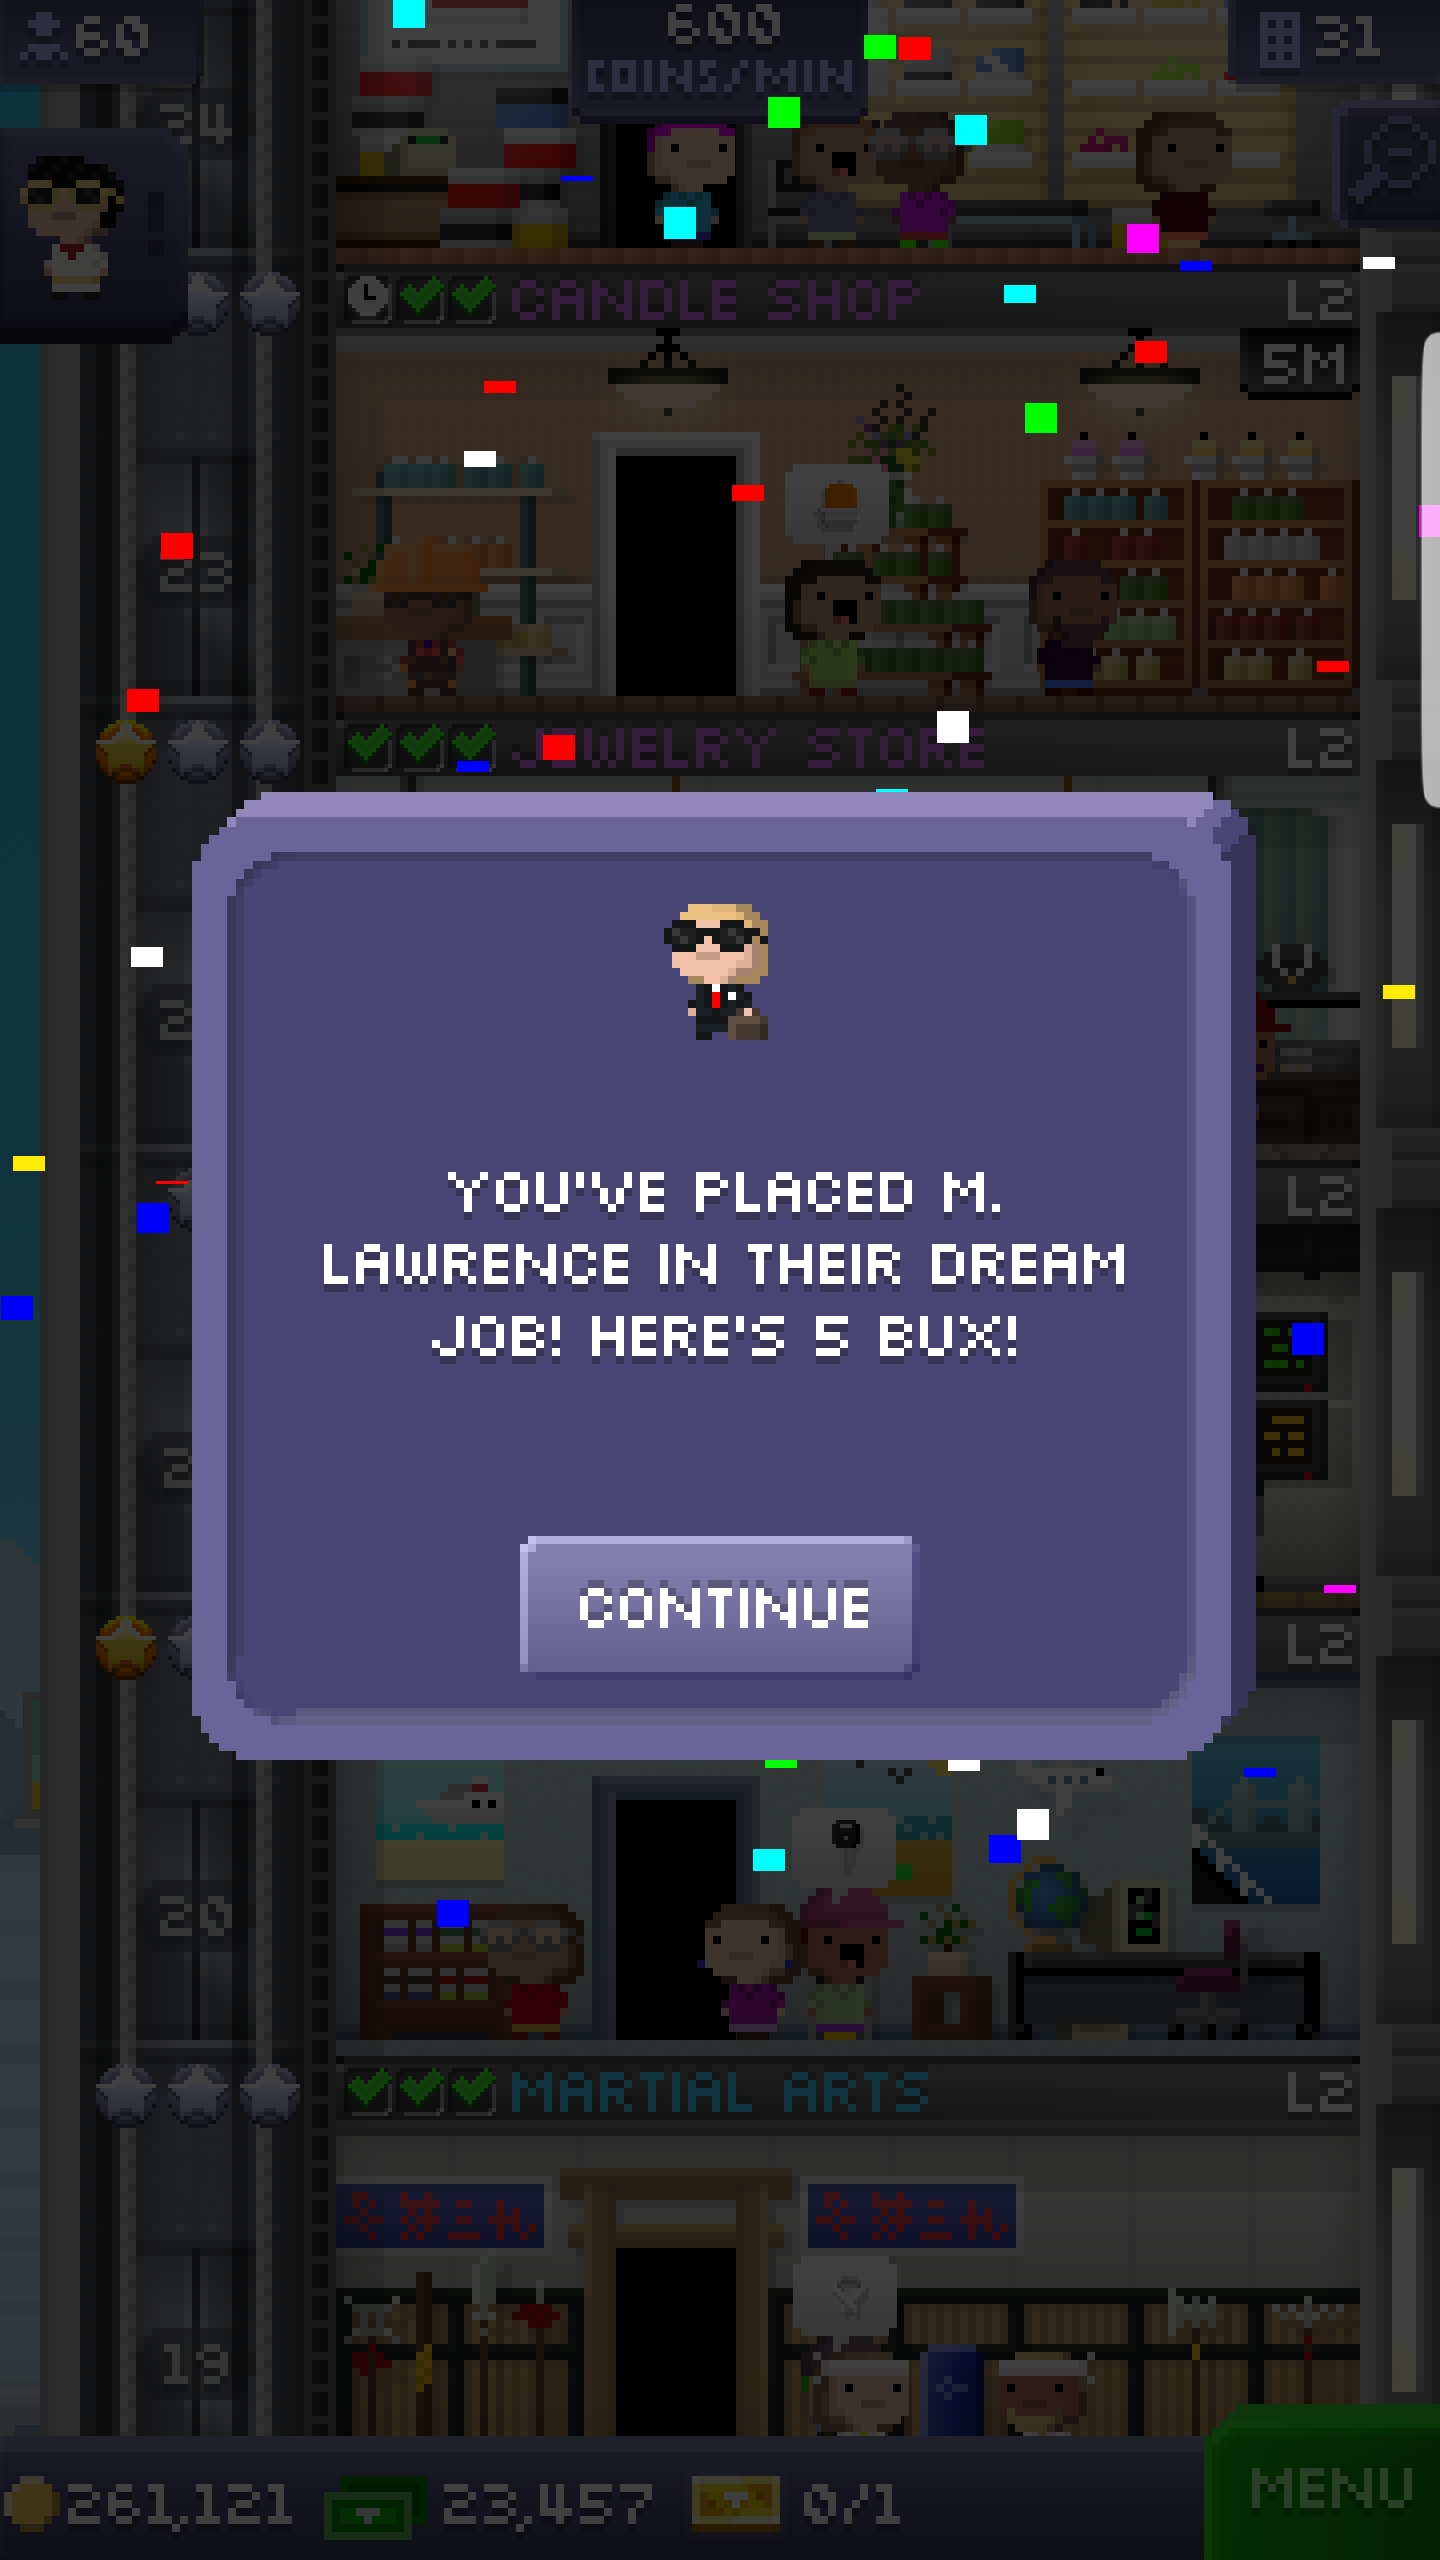 60
600
COINS/MIN
31
24
CANDLE SHOP
L2
5M
23
JEWELRY STORE
L2
L2
YOU'VE PLACED M.
LAWRENCE IN THEIR DREAM
JOB! HERE'S 5 BUX!
CONTINUE
L2
20
MARTIAL ARTS
L2
19
261,121
23,457
0/1
MENU